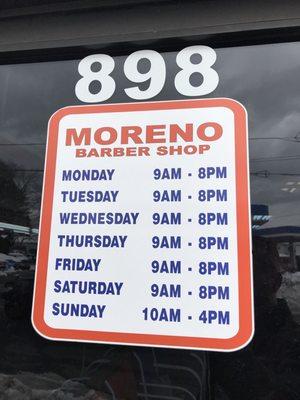 898
MORENO
BARBER SHOP
MONDAY 9AM - 8PM
TUESDAY 9AM - 8PM
WEDNESDAY 9AM - 8PM
THURSDAY 9AM - 8PM
FRIDAY 9AM - 8PM
SATURDAY 9AM - 8PM
SUNDAY 10AM - 4PM